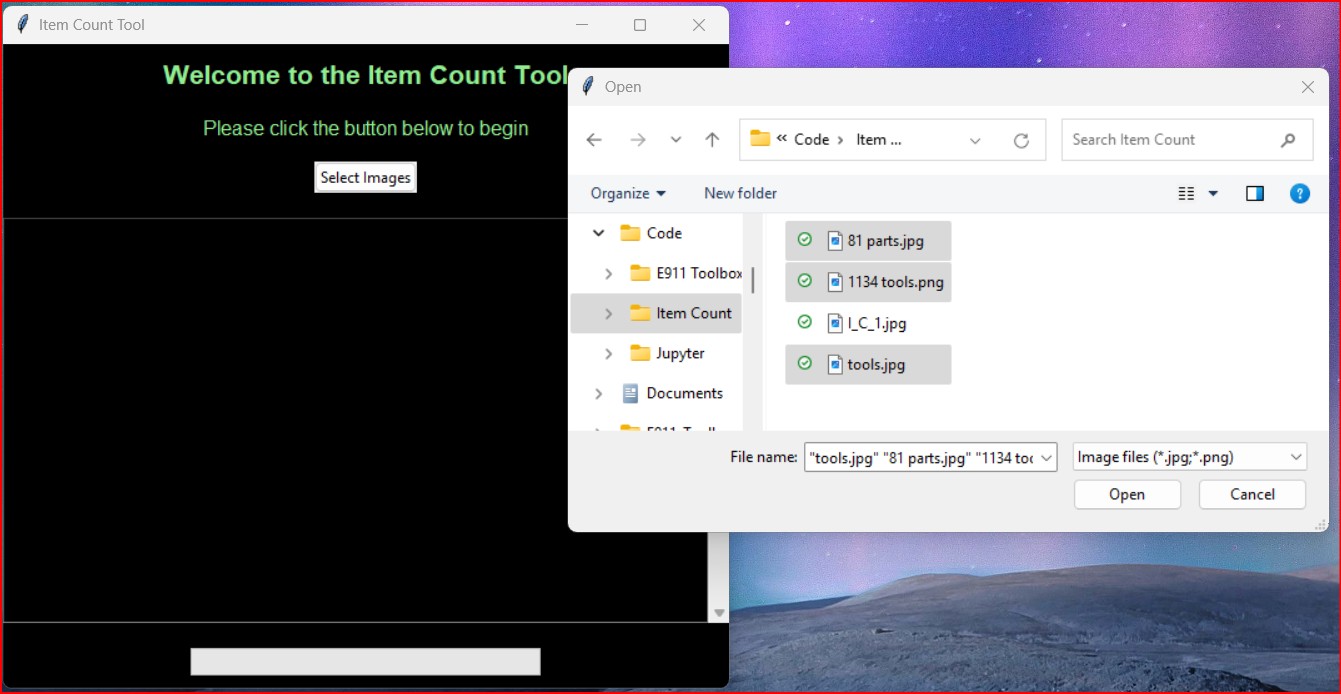 Item Count Tool
Welcome to the Item Count Tool
Please click the button below to begin
Select Images
Open
« Code › Item ...
Search Item Count
Organize
New folder
?
Code
E911 Toolbox
Item Count
Jupyter
Documents
81 parts.jpg
1134 tools.png
I_C_1.jpg
tools.jpg
File name:
"tools.jpg" "81 parts.jpg" "1134
Image files (*.jpg;*.png)
Open
Cancel